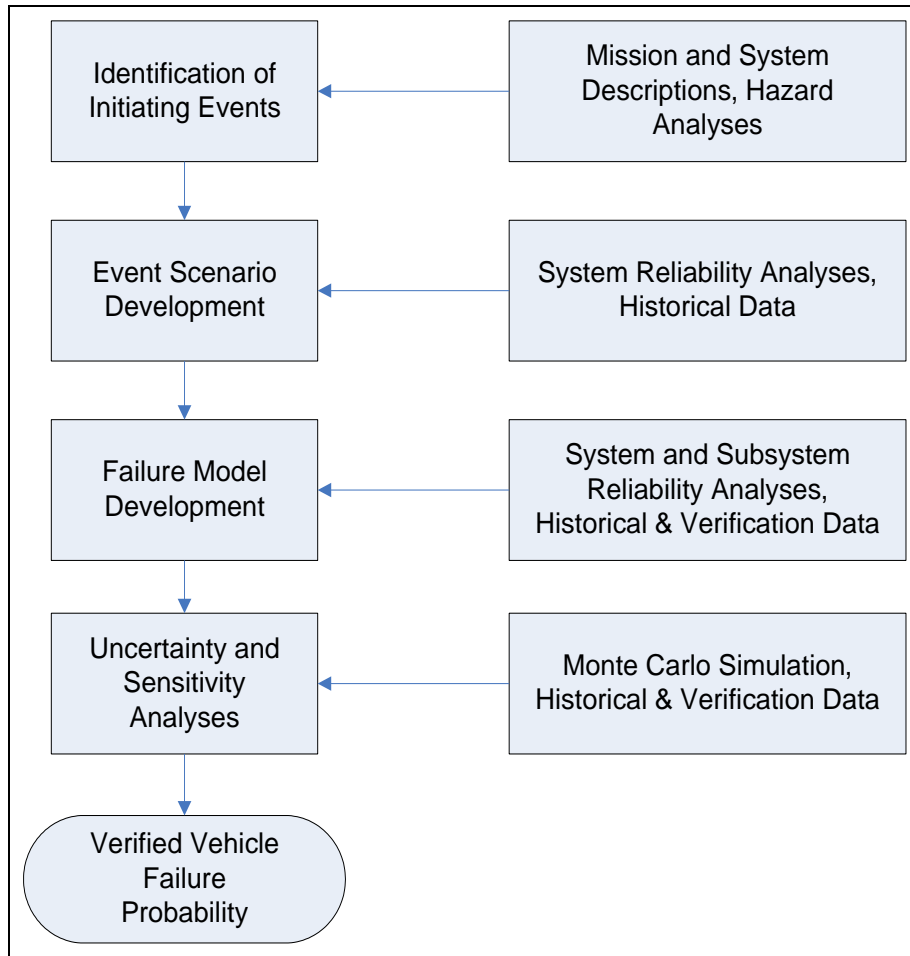 Identification of
Initiating Events
Mission and System
Descriptions, Hazard
Analyses
Event Scenario
Development
System Reliability Analyses,
Historical Data
Failure Model
Development
System and Subsystem
Reliability Analyses,
Historical & Verification Data
Uncertainty and
Sensitivity
Analyses
Monte Carlo Simulation,
Historical & Verification Data
Verified Vehicle
Failure
Probability